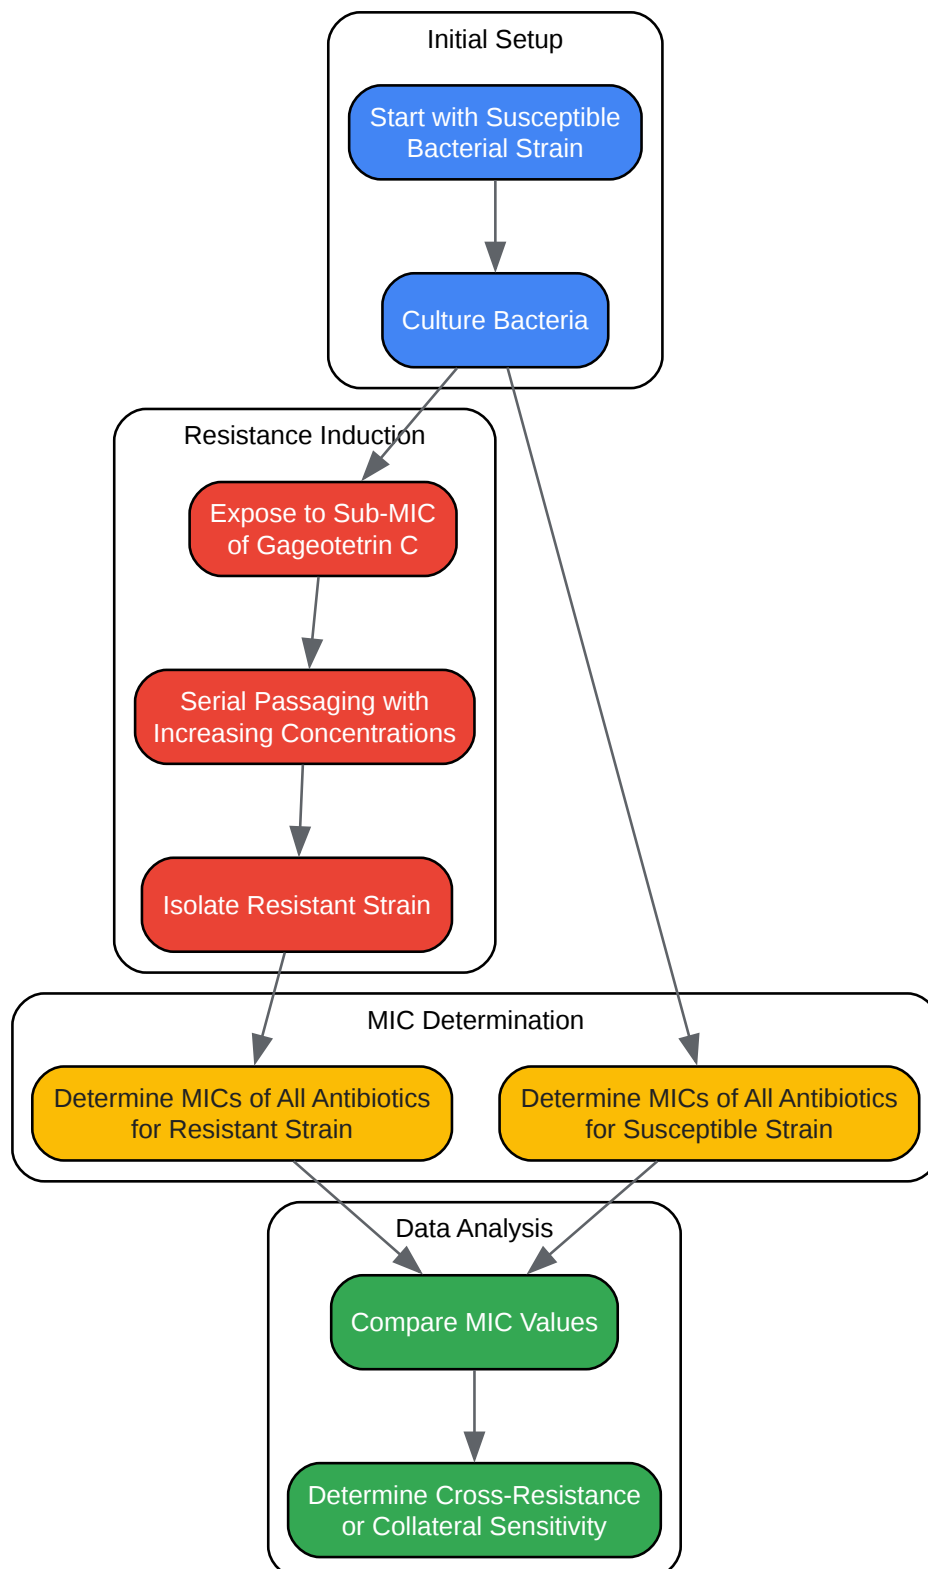 Initial Setup
Start with Susceptible
Bacterial Strain
Culture Bacteria
Resistance Induction
Expose to Sub-MIC
of Gageotetrin C
Serial Passaging with
Increasing Concentrations
Isolate Resistant Strain
MIC Determination
Determine MICs of All Antibiotics
for Resistant Strain
Determine MICs of All Antibiotics
for Susceptible Strain
Data Analysis
Compare MIC Values
Determine Cross-Resistance
or Collateral Sensitivity